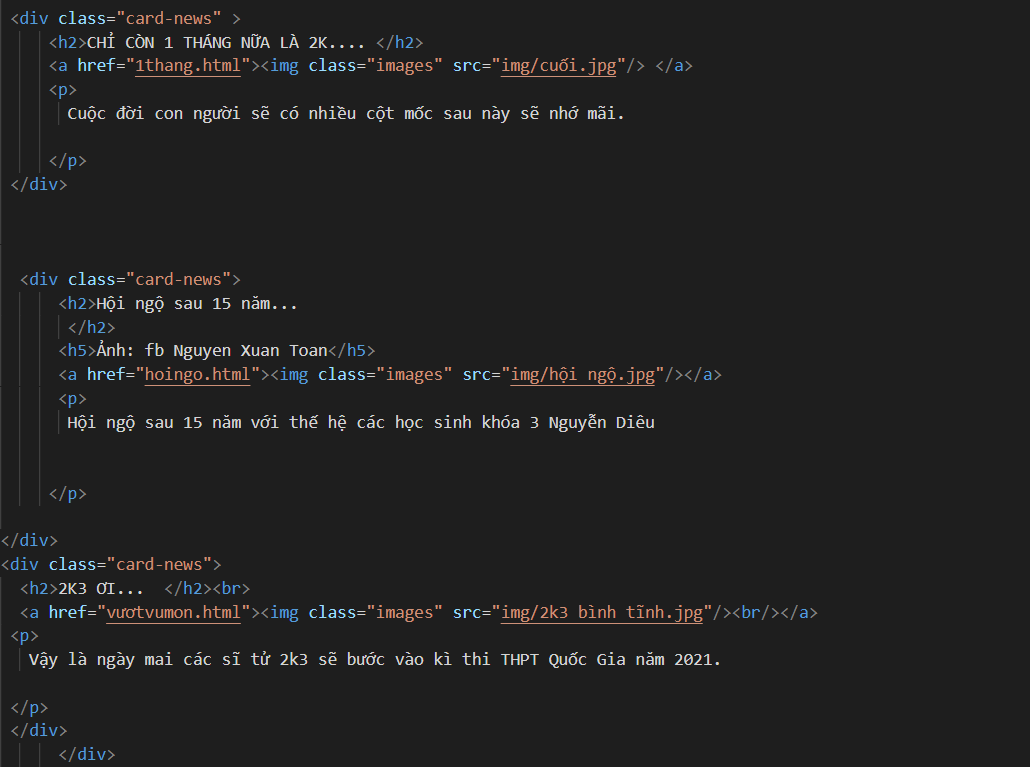 <div class="card-news" >
<h2>CHỈ CÒN 1 THÁNG NỮA LÀ 2K.... </h2>
<a href="1thang.html"><img class="images" src="img/cuối.jpg"/> </a>
<p>
Cuộc đời con người sẽ có nhiều cột mốc sau này sẽ nhớ mãi.
</p>
</div>
<div class="card-news">
<h2>Hội ngộ sau 15 năm...
</h2>
<h5>Ảnh: fb Nguyen Xuan Toan</h5>
<a href="hoingo.html"><img class="images" src="img/hội ngộ.jpg"/></a>
<p>
Hội ngộ sau 15 năm với thế hệ các học sinh khóa 3 Nguyễn Diêu
</p>
</div>
<div class="card-news">
<h2>2K3 ƠI...  </h2><br>
<a href="vươtvumon.html"><img class="images" src="img/2k3 bình tĩnh.jpg"/><br/></a>
<p>
Vậy là ngày mai các sĩ tử 2k3 sẽ bước vào kì thi THPT Quốc Gia năm 2021.
</p>
</div>
</div>